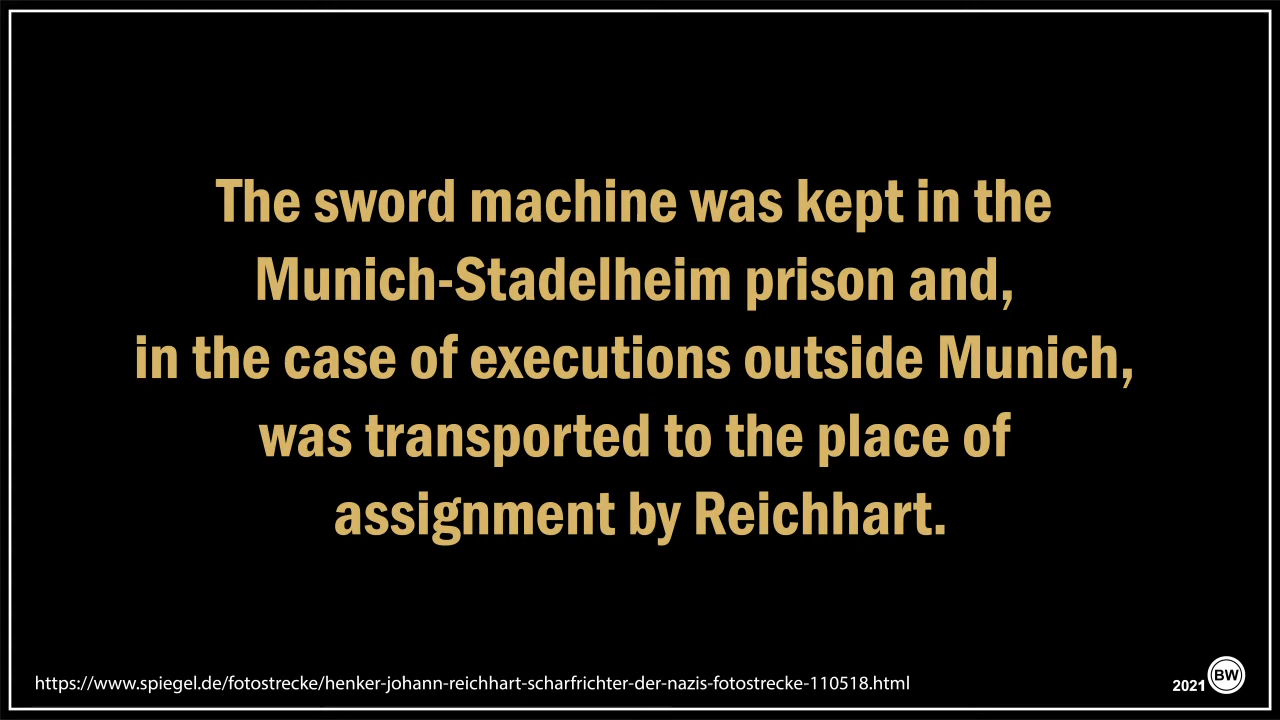 The sword machine was kept in the
Munich-Stadelheim prison and,
in the case of executions outside Munich,
was transported to the place of
assignment by Reichhart.
https://www.spiegel.de/fotostrecke/henker-johann-reichhart-scharfrichter-der-nazis-fotostrecke-110518.html
2021 BW